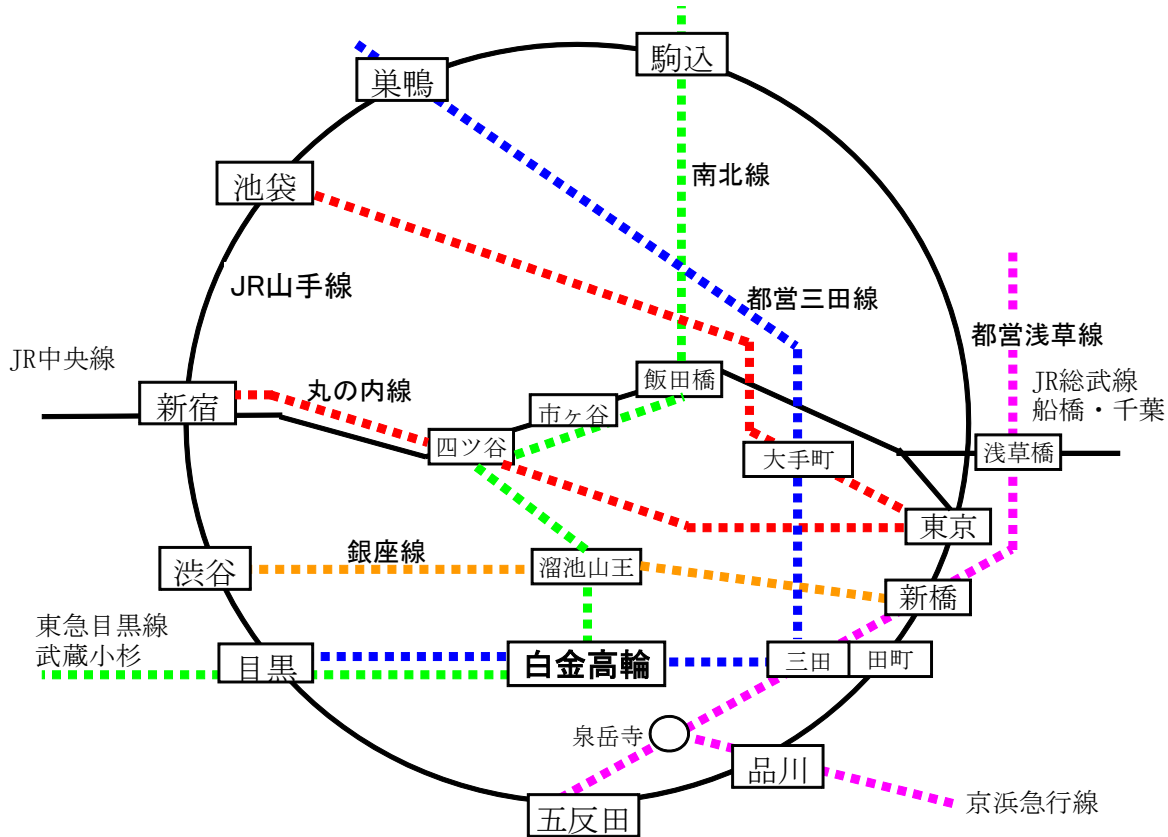 駒込
巣鴨
池袋
南北線
JR山手線
都営三田線
都営浅草線
JR中央線
新宿
丸の内線
飯田橋
市ヶ谷
四ツ谷
大手町
JR総武線
船橋・千葉
浅草橋
東京
銀座線
渋谷
溜池山王
新橋
東急目黒線
武蔵小杉
目黒
白金高輪
三田
田町
泉岳寺
品川
五反田
京浜急行線